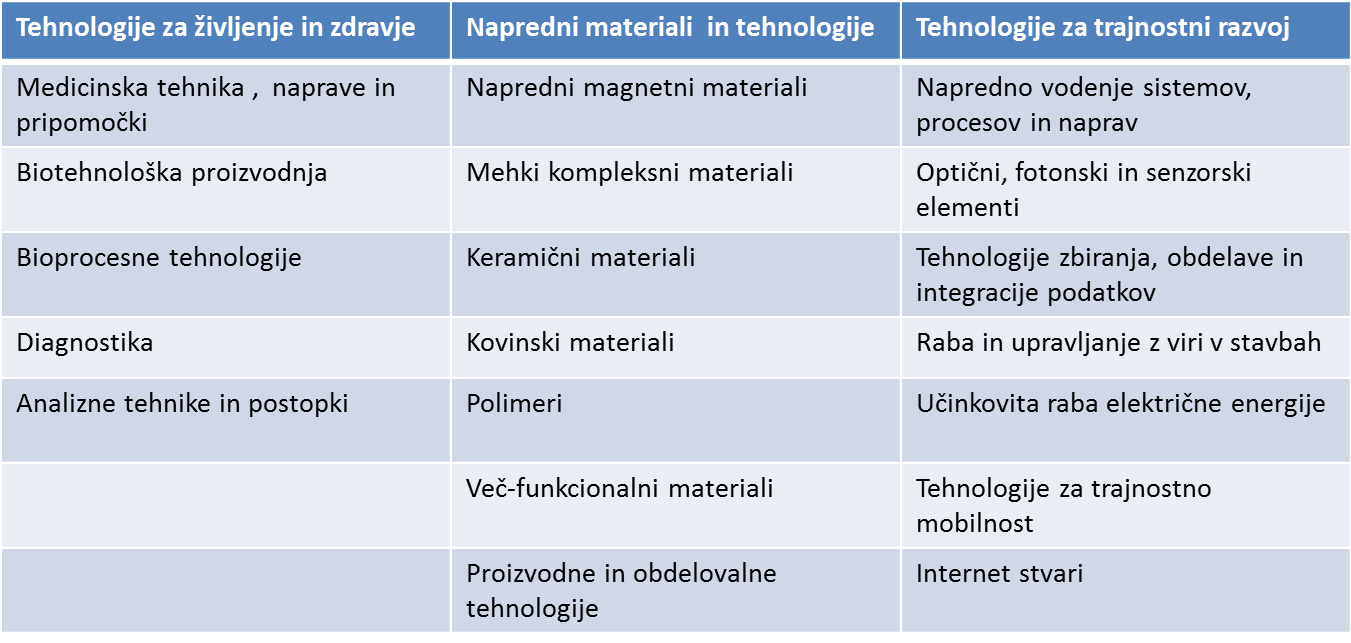 Tehnologije za življenje in zdravje
Napredni materiali  in tehnologije
Tehnologije za trajnostni razvoj
Medicinska tehnika ,  naprave in
pripomočki
Napredni magnetni materiali
Napredno vodenje sistemov,
procesov in naprav
Biotehnološka proizvodnja
Mehki kompleksni materiali
Optični, fotonski in senzorski
elementi
Bioprocesne tehnologije
Keramični materiali
Tehnologije zbiranja, obdelave in
integracije podatkov
Diagnostika
Kovinski materiali
Raba in upravljanje z viri v stavbah
Analizne tehnike in postopki
Polimeri
Učinkovita raba električne energije
Več-funkcionalni materiali
Tehnologije za trajnostno
mobilnost
Proizvodne in obdelovalne
tehnologije
Internet stvari